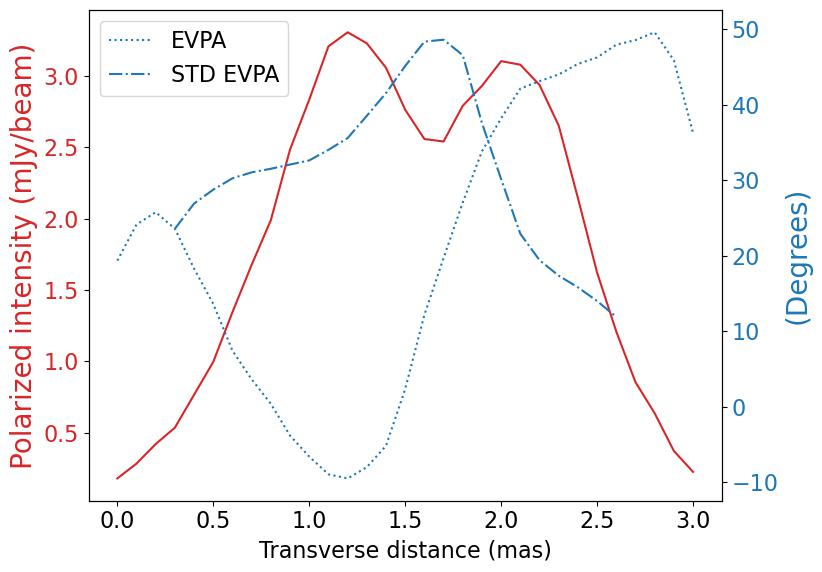 EVPA
STD EVPA
Polarized intensity (mJy/beam)
3.0
2.5
2.0
1.5
1.0
0.5
50
40
30
20
10
0
−10
(Degrees)
0.0 0.5 1.0 1.5 2.0 2.5 3.0
Transverse distance (mas)